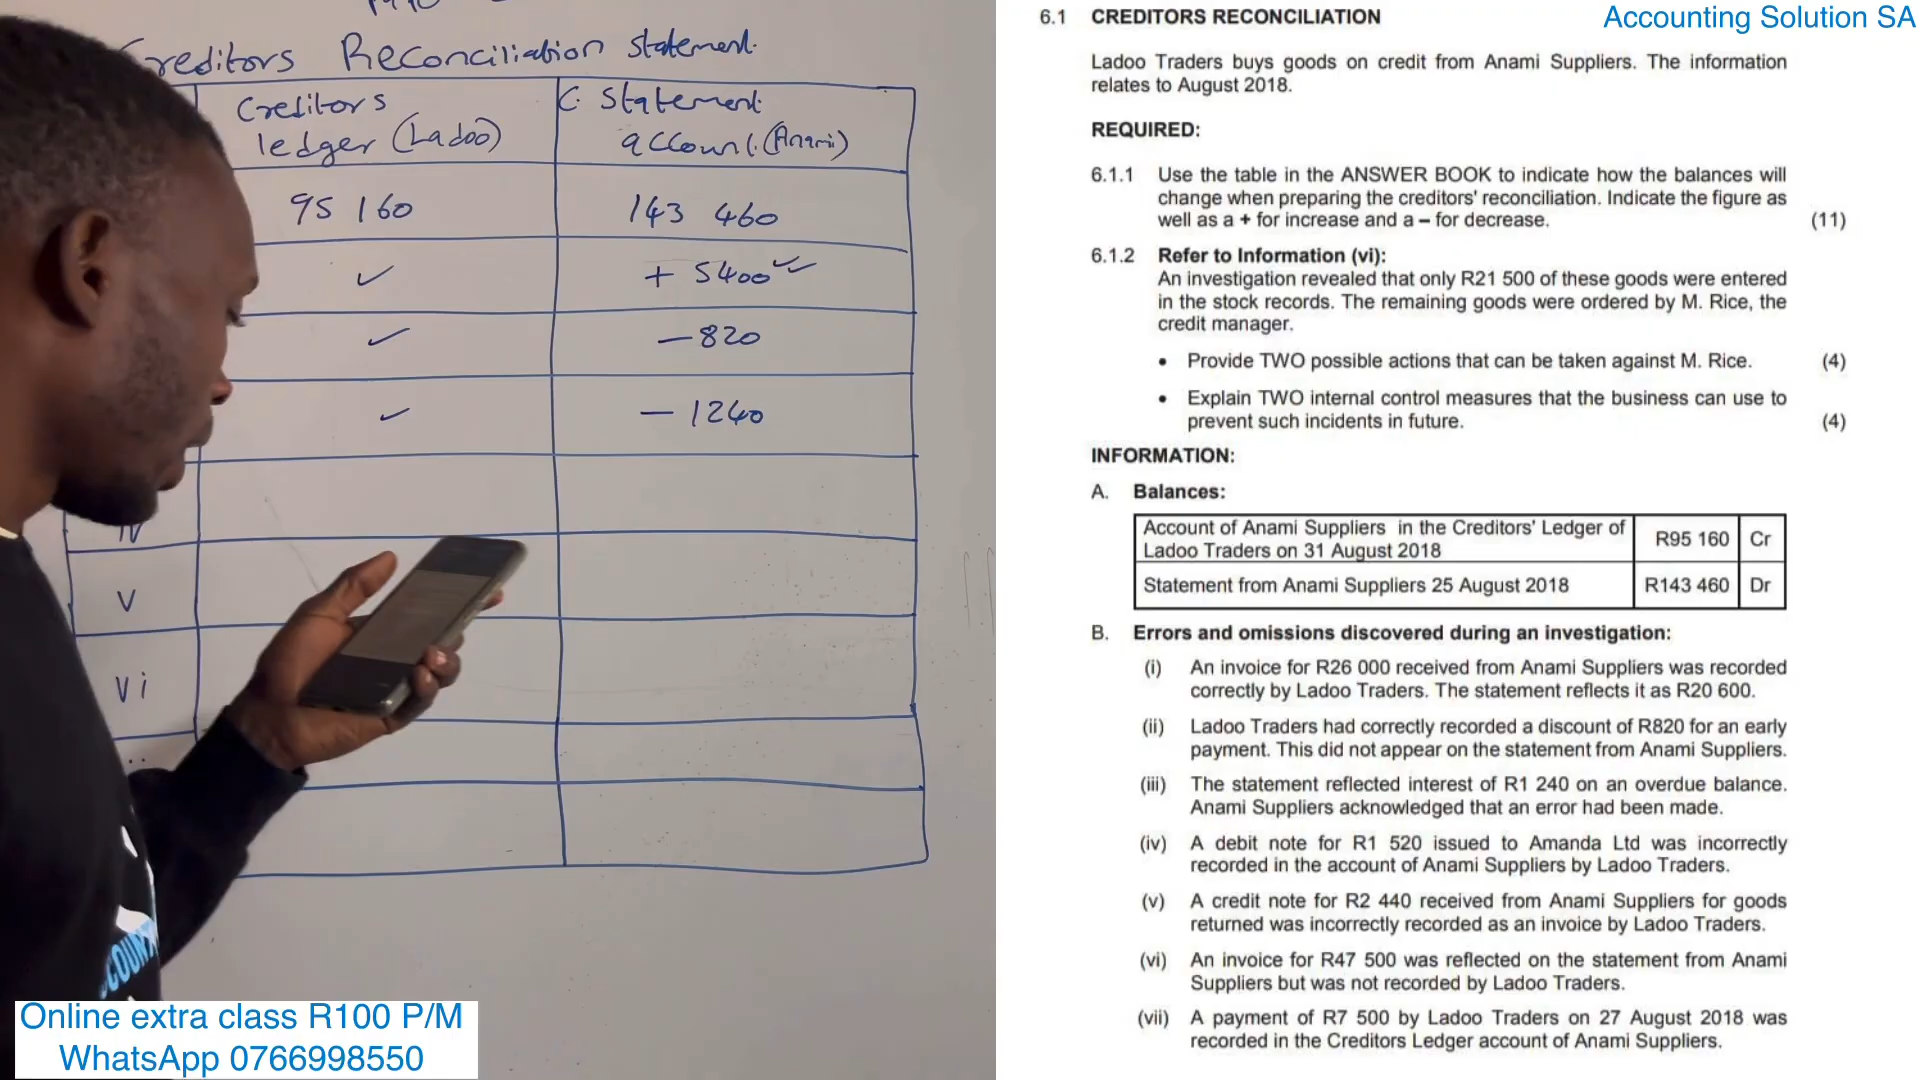 Creditors Reconciliation statement.
Creditors
ledger (Ladoo)
C. Statement
account. (Anami)
95 160
143 460
+ 5400
- 820
- 1240
iv
v
vi
Online extra class R100 P/M
WhatsApp 0766998550
Accounting Solution SA
6.1 CREDITORS RECONCILIATION
Ladoo Traders buys goods on credit from Anami Suppliers. The information
relates to August 2018.
REQUIRED:
6.1.1 Use the table in the ANSWER BOOK to indicate how the balances will
change when preparing the creditors' reconciliation. Indicate the figure as
well as a + for increase and a – for decrease. (11)
6.1.2 Refer to Information (vi):
An investigation revealed that only R21 500 of these goods were entered
in the stock records. The remaining goods were ordered by M. Rice, the
credit manager.
• Provide TWO possible actions that can be taken against M. Rice. (4)
• Explain TWO internal control measures that the business can use to
prevent such incidents in future. (4)
INFORMATION:
A. Balances:
Account of Anami Suppliers in the Creditors' Ledger of
Ladoo Traders on 31 August 2018 R95 160 Cr
Statement from Anami Suppliers 25 August 2018 R143 460 Dr
B. Errors and omissions discovered during an investigation:
(i) An invoice for R26 000 received from Anami Suppliers was recorded
correctly by Ladoo Traders. The statement reflects it as R20 600.
(ii) Ladoo Traders had correctly recorded a discount of R820 for an early
payment. This did not appear on the statement from Anami Suppliers.
(iii) The statement reflected interest of R1 240 on an overdue balance.
Anami Suppliers acknowledged that an error had been made.
(iv) A debit note for R1 520 issued to Amanda Ltd was incorrectly
recorded in the account of Anami Suppliers by Ladoo Traders.
(v) A credit note for R2 440 received from Anami Suppliers for goods
returned was incorrectly recorded as an invoice by Ladoo Traders.
(vi) An invoice for R47 500 was reflected on the statement from Anami
Suppliers but was not recorded by Ladoo Traders.
(vii) A payment of R7 500 by Ladoo Traders on 27 August 2018 was
recorded in the Creditors Ledger account of Anami Suppliers.